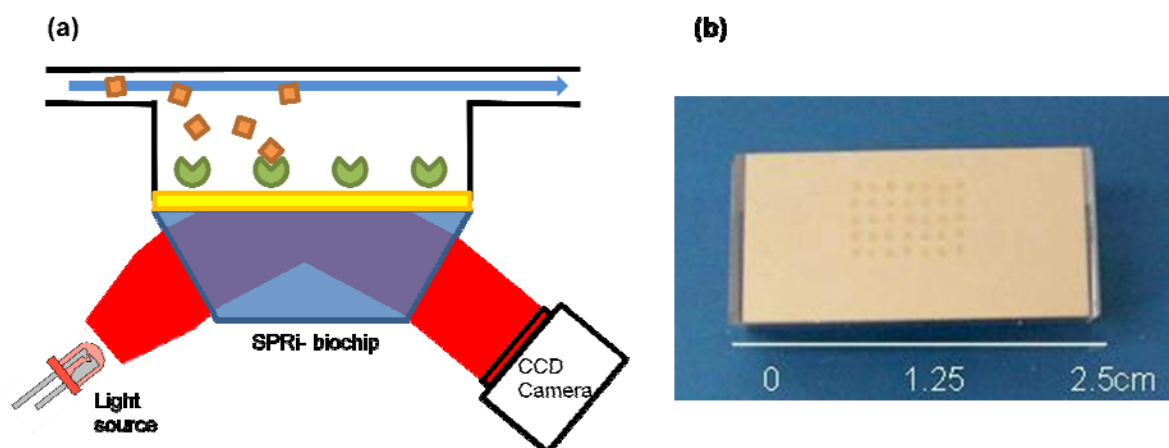 (a)
(b)
SPRi- biochip
CCD
Camera
Light
source
0 1.25 2.5cm